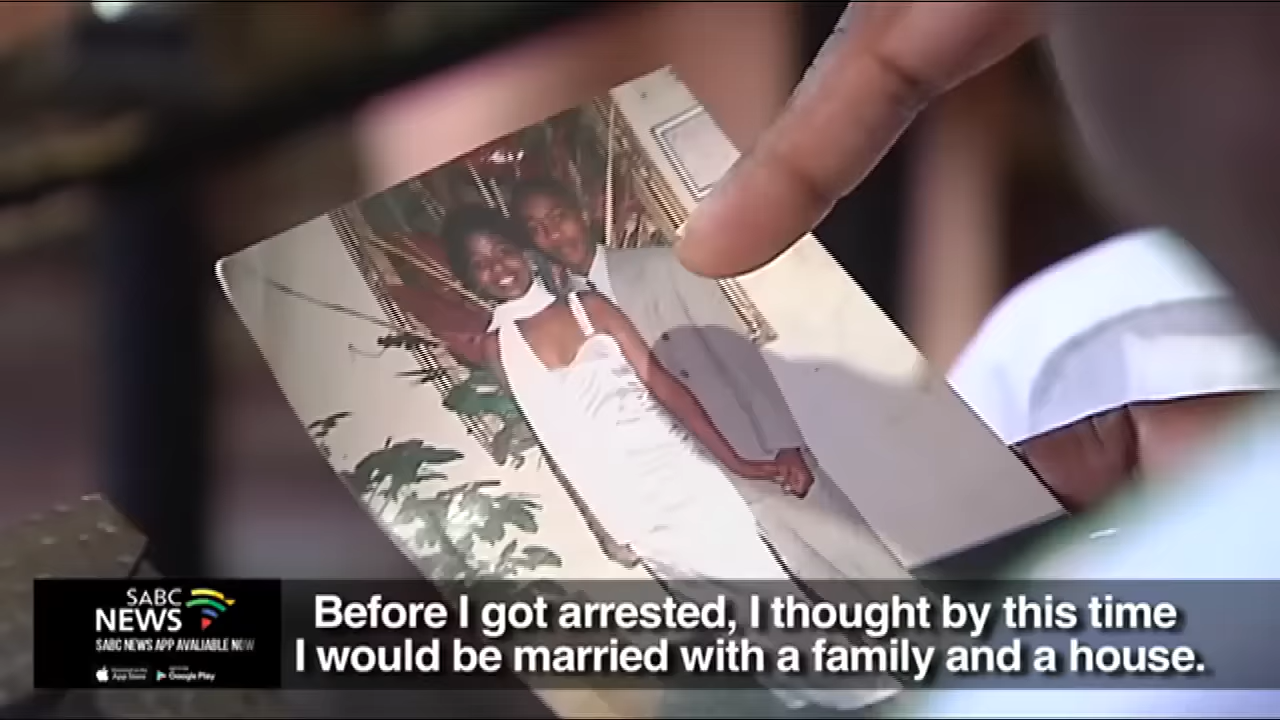 SABC
NEWS
SABC NEWS APP AVALIABLE NOW
App Store
Google Play
Before I got arrested, I thought by this time
I would be married with a family and a house.